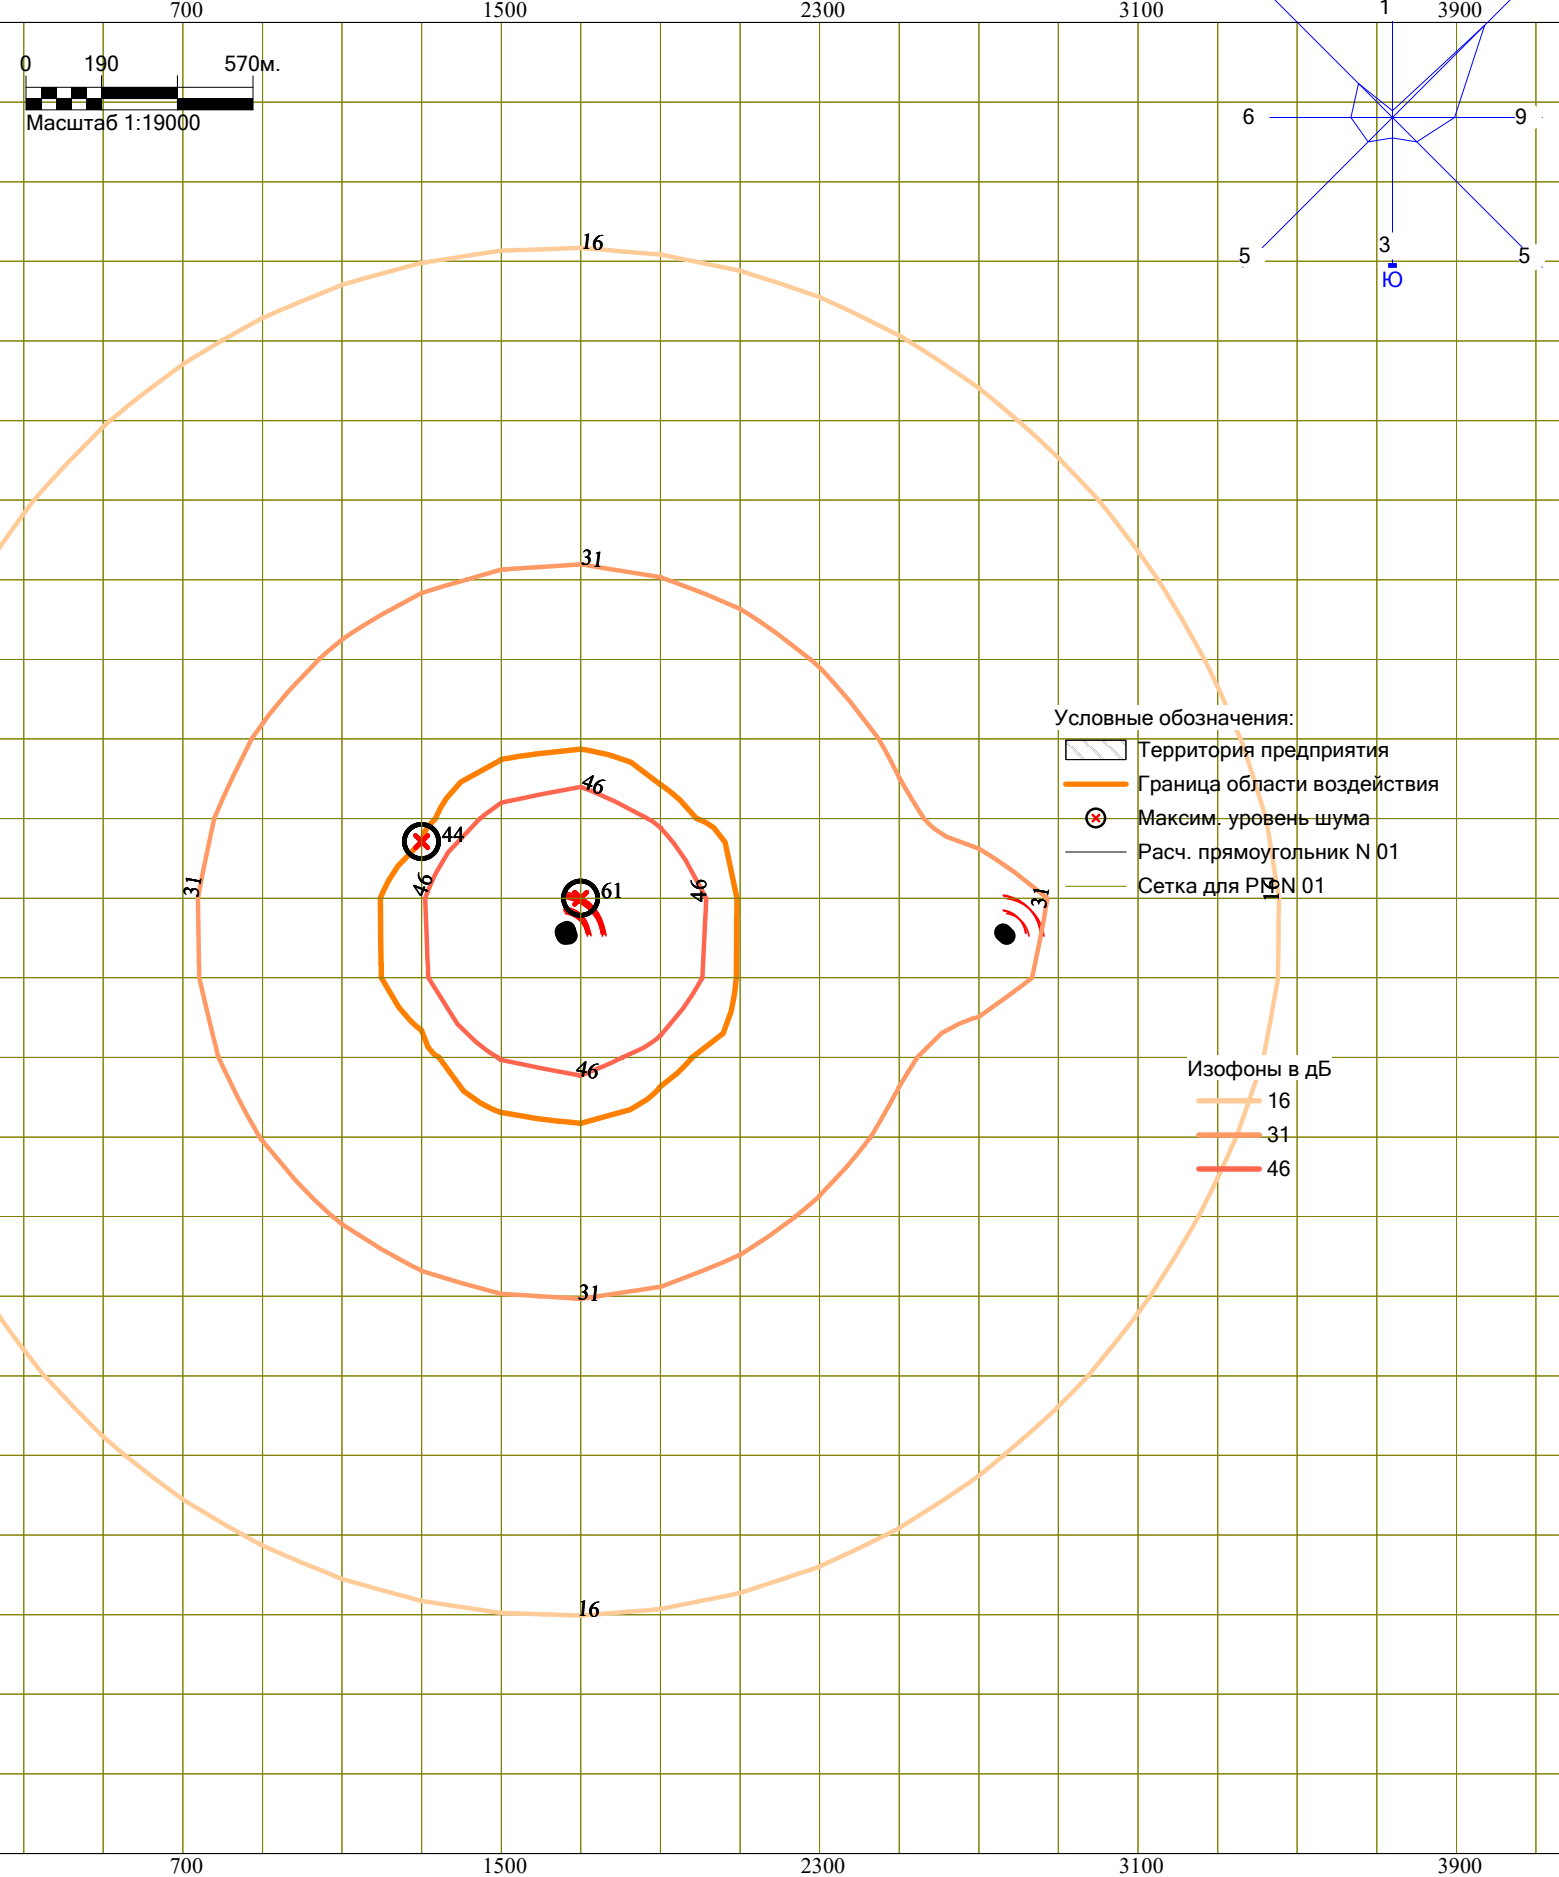 700 1500 2300 3100 3900
1
0 190 570м.
Масштаб 1:19000
6 9
5 3 5
Ю
16
31
Условные обозначения:
Территория предприятия
Граница области воздействия
Максим. уровень шума
Расч. прямоугольник N 01
Сетка для РП N 01
46
44
31 46 61 46 31 16
Изофоны в дБ
16
31
46
46
31
16
700 1500 2300 3100 3900